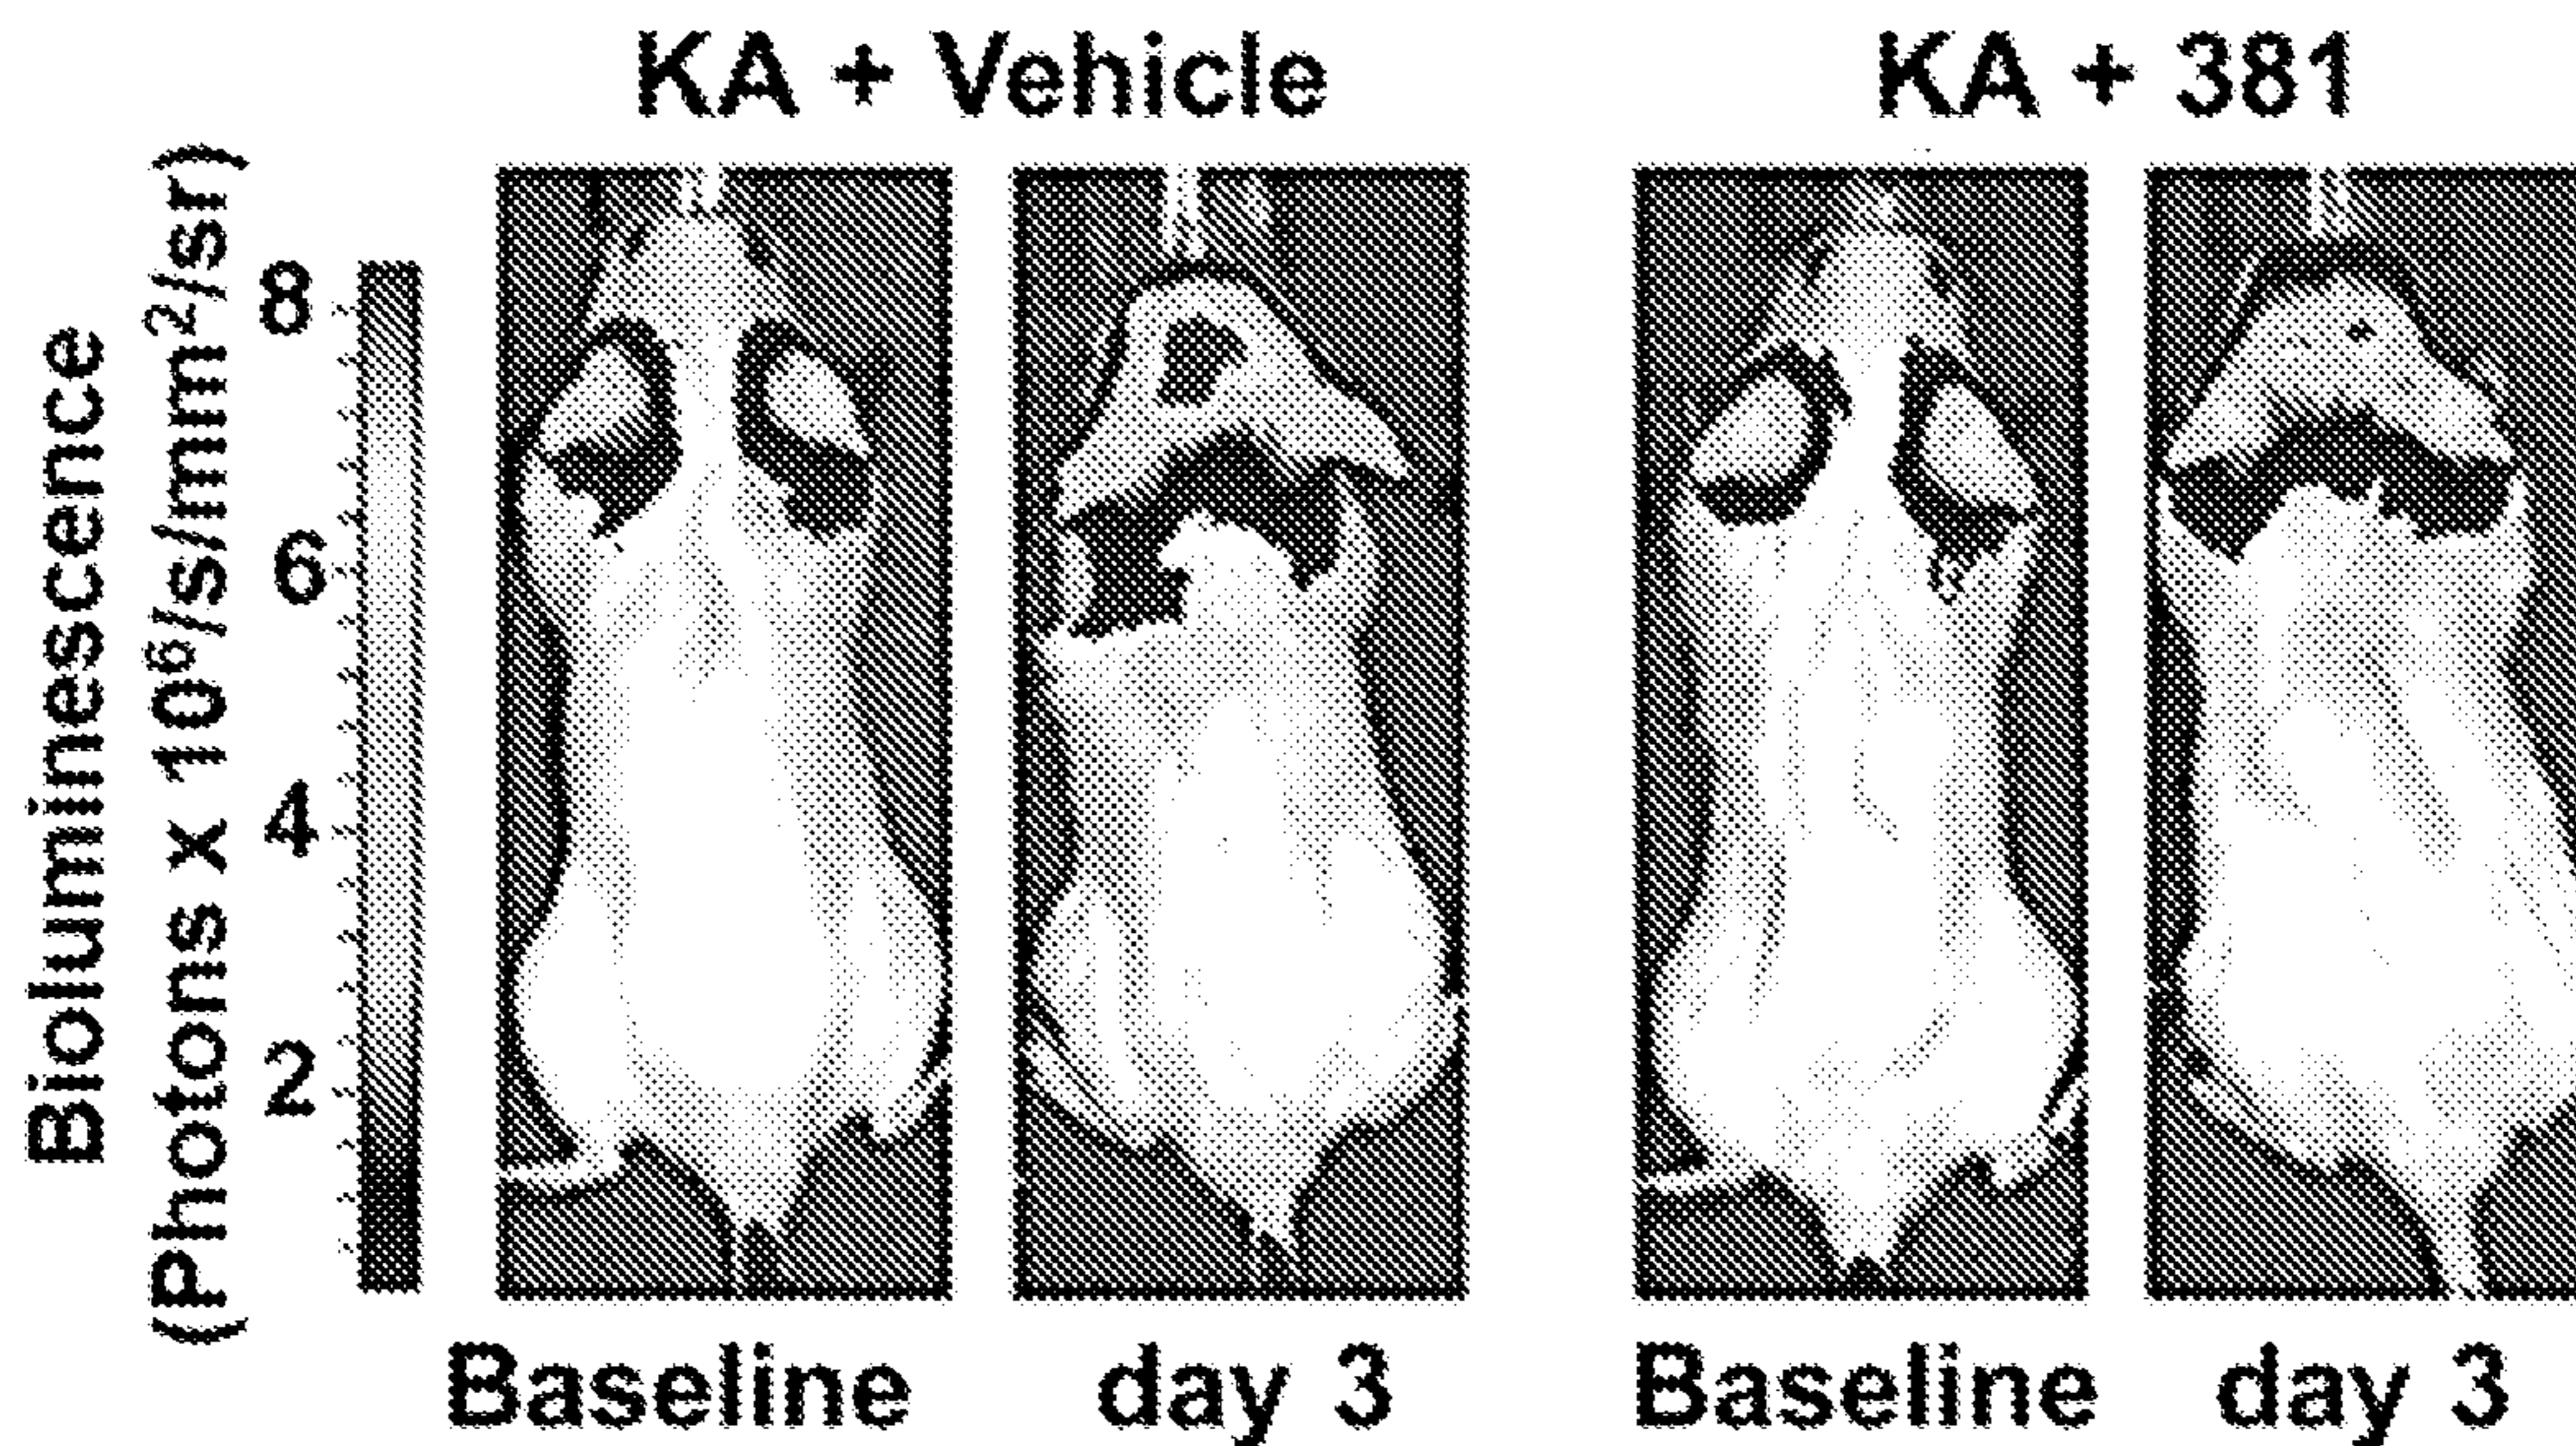 KA + Vehicle
KA + 381
Bioluminescence
(Photons x 10⁶/s/mm²/sr)
8
6
4
2
Baseline
day 3
Baseline
day 3